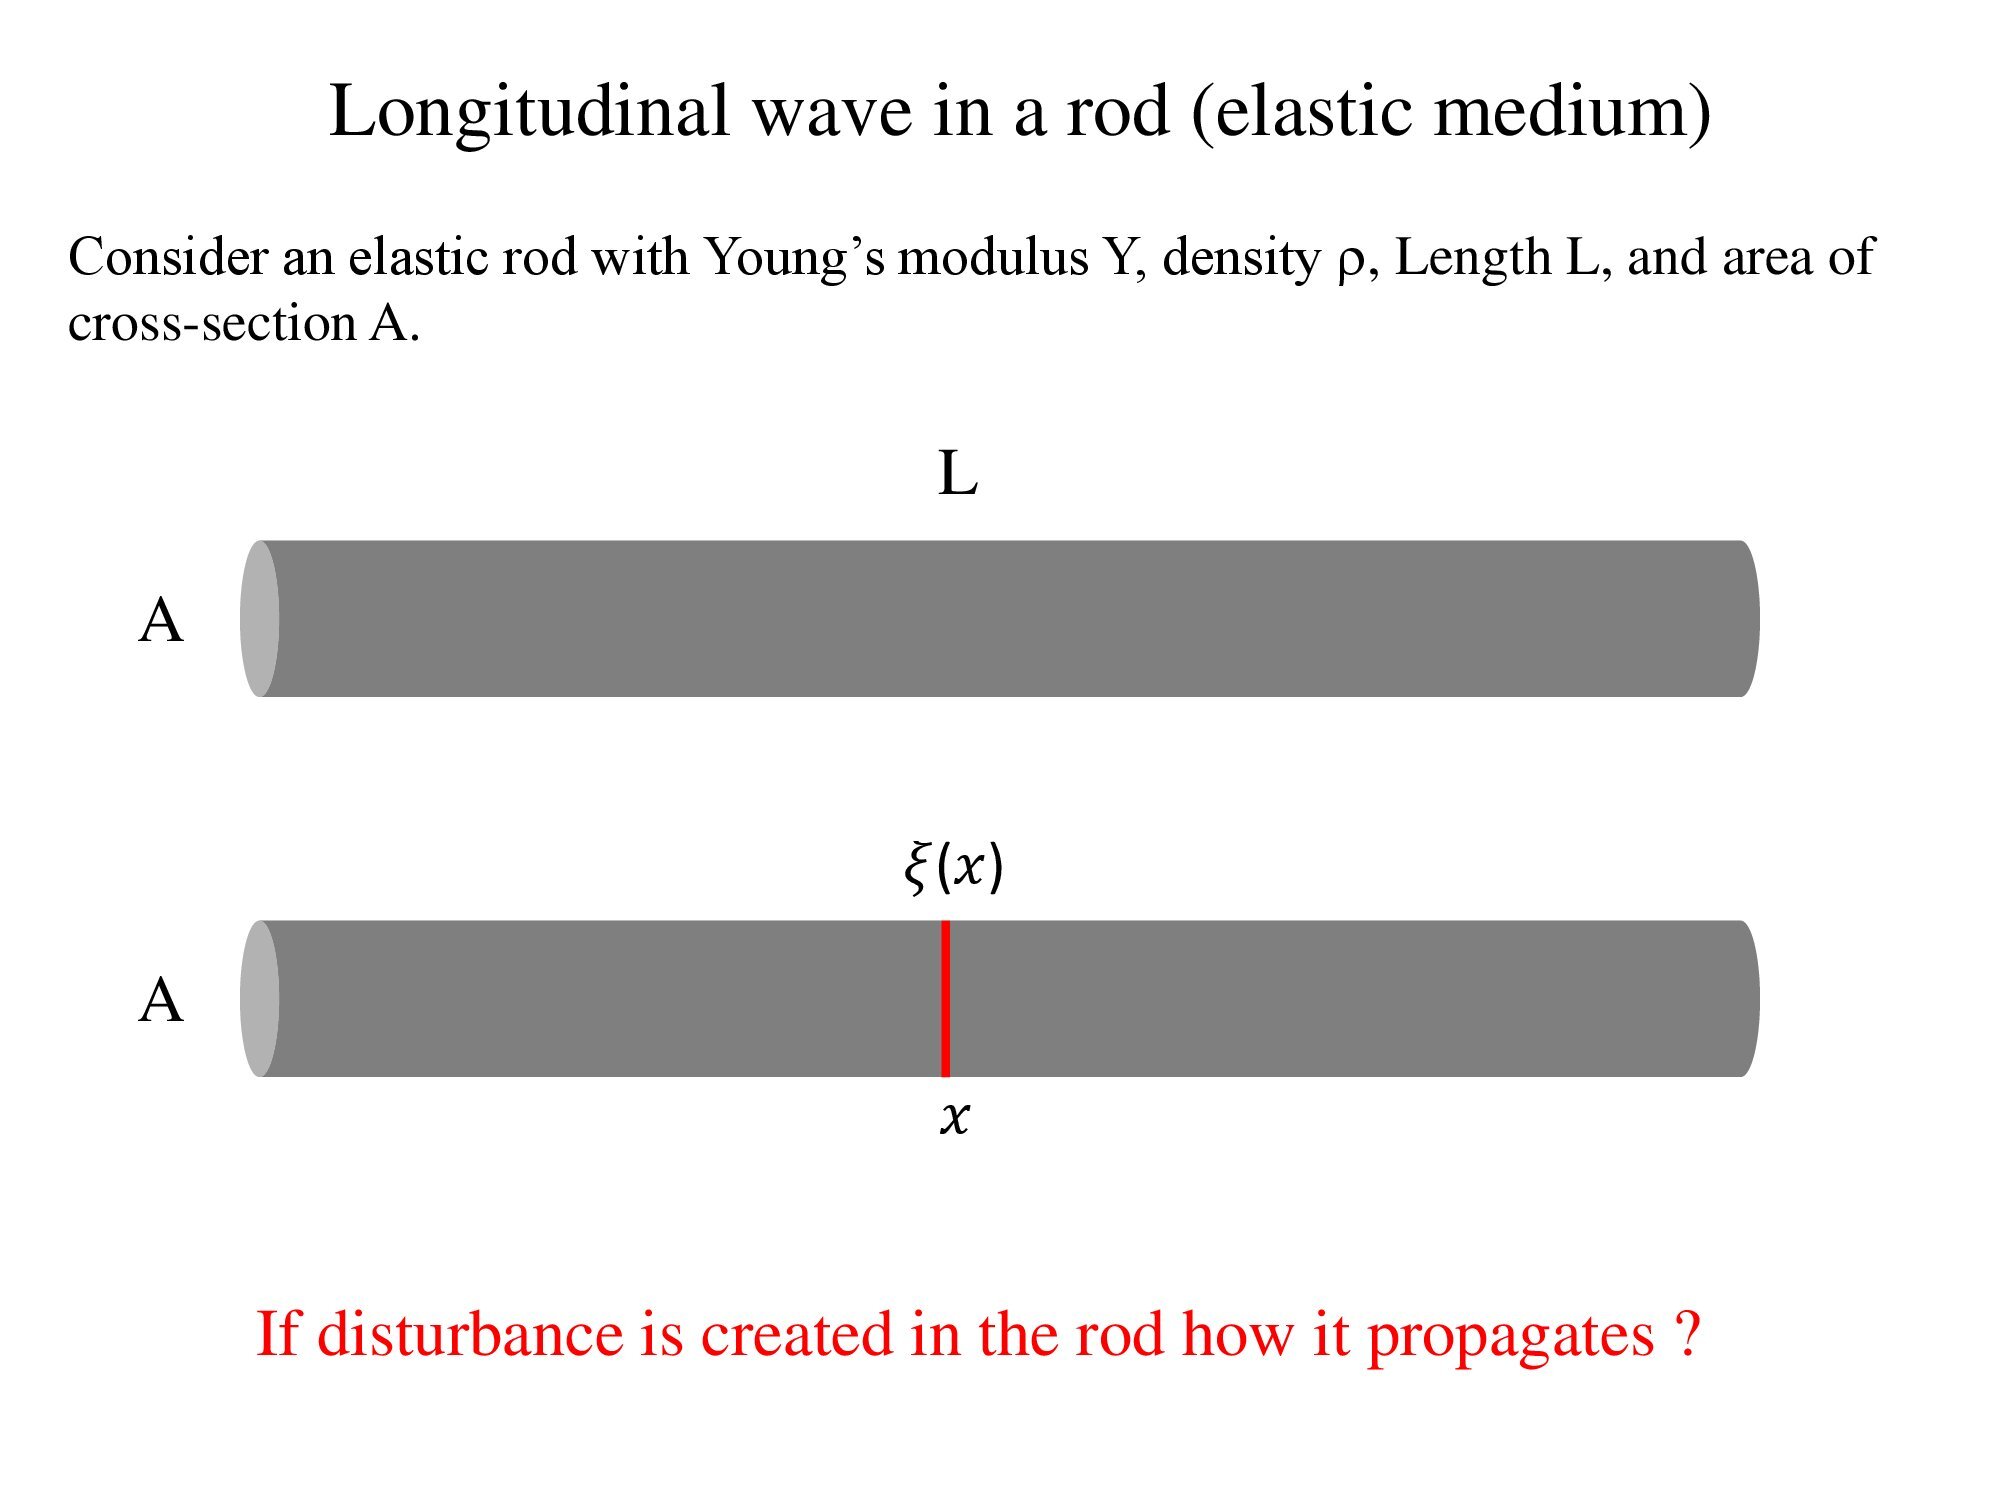 Longitudinal wave in a rod (elastic medium)
Consider an elastic rod with Young’s modulus Y, density ρ, Length L, and area of
cross-section A.
L
A
ξ(x)
A
x
If disturbance is created in the rod how it propagates ?